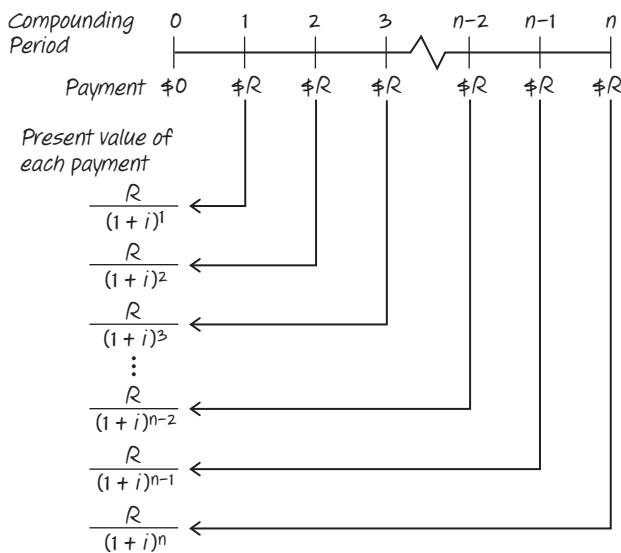 Compounding Period 0 1 2 3 n-2 n-1 n
Payment $0 $R $R $R $R $R $R
Present value of
each payment
R
(1 + i)¹
R
(1 + i)²
R
(1 + i)³
⋮
R
(1 + i)ⁿ⁻²
R
(1 + i)ⁿ⁻¹
R
(1 + i)ⁿ